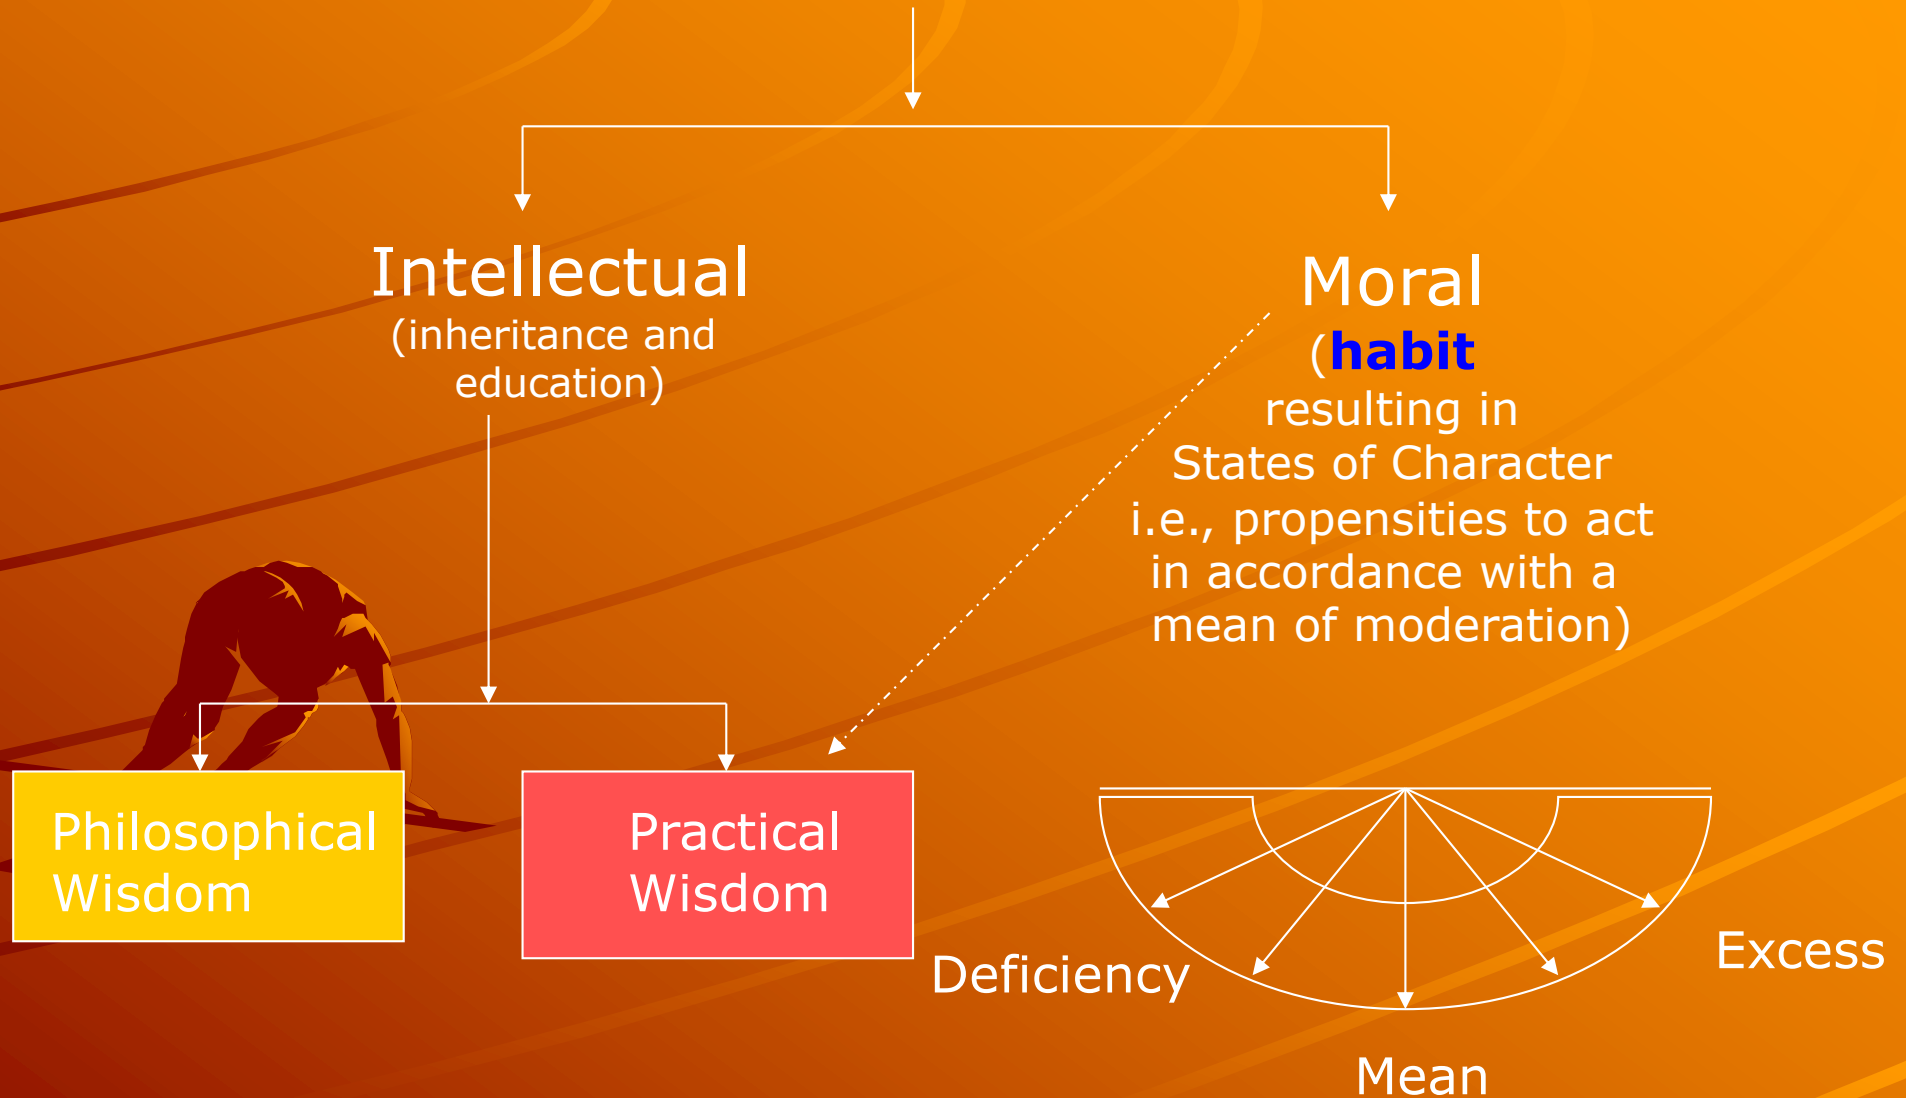 Intellectual
(inheritance and
education)
Moral
(habit
resulting in
States of Character
i.e., propensities to act
in accordance with a
mean of moderation)
Philosophical
Wisdom
Practical
Wisdom
Deficiency
Excess
Mean